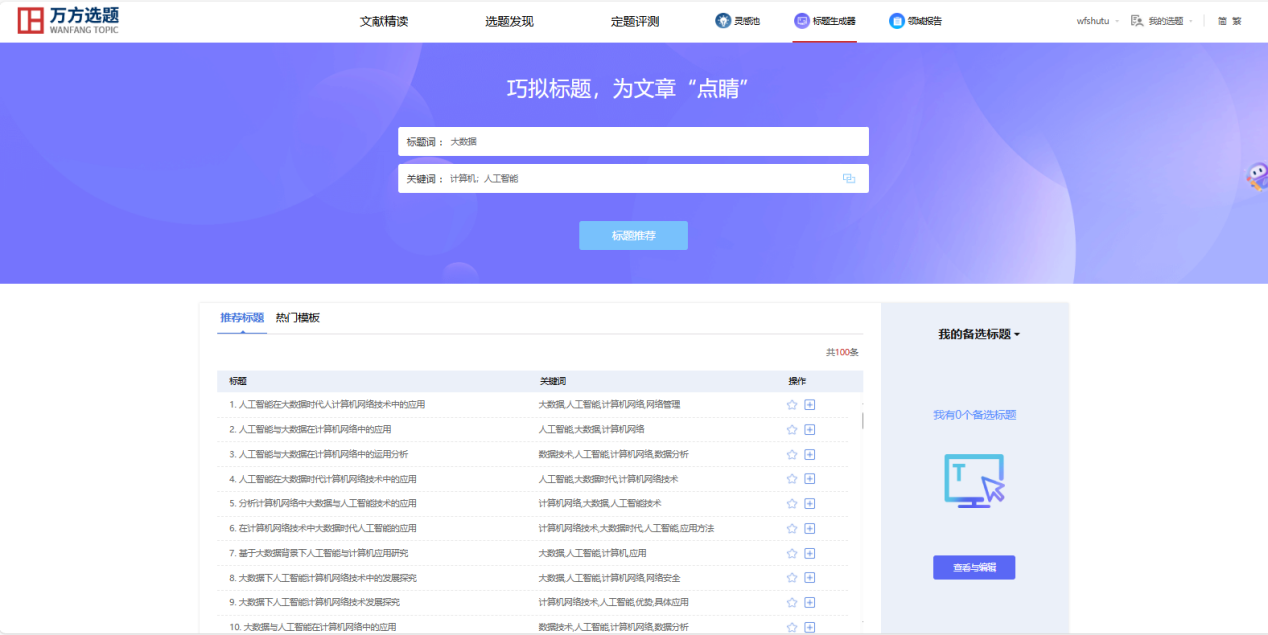 万方选题
WANFANG TOPIC
文献精读 选题发现 定题评测 灵感池 标题生成器 领域报告 wfshutu 我的选题 简 繁
巧拟标题，为文章“点睛”
标题词： 大数据
关键词： 计算机；人工智能
标题推荐
推荐标题 热门模板
共100条
标题 关键词 操作
1. 人工智能在大数据时代人计算机网络技术中的应用 大数据,人工智能,计算机网络,网络管理
2. 人工智能与大数据在计算机网络中的应用 人工智能,大数据,计算机网络
3. 人工智能与大数据在计算机网络中的运用分析 数据技术,人工智能,计算机网络,数据分析
4. 人工智能在大数据时代计算机网络技术中的应用 人工智能,大数据时代,计算机网络技术
5. 分析计算机网络中大数据与人工智能技术的应用 计算机网络,大数据,人工智能技术
6. 在计算机网络技术中大数据时代人工智能的应用 计算机网络技术,大数据时代,人工智能,应用方法
7. 基于大数据背景下人工智能与计算机应用研究 大数据,人工智能,计算机,应用
8. 大数据下人工智能计算机网络技术中的发展探究 大数据,人工智能,计算机网络,网络安全
9. 大数据下人工智能计算机网络技术发展探究 计算机网络技术,人工智能,优势,具体应用
10. 大数据与人工智能在计算机网络中的应用 数据技术,人工智能,计算机网络,数据分析
我的备选标题
我有0个备选标题
T
查看与编辑